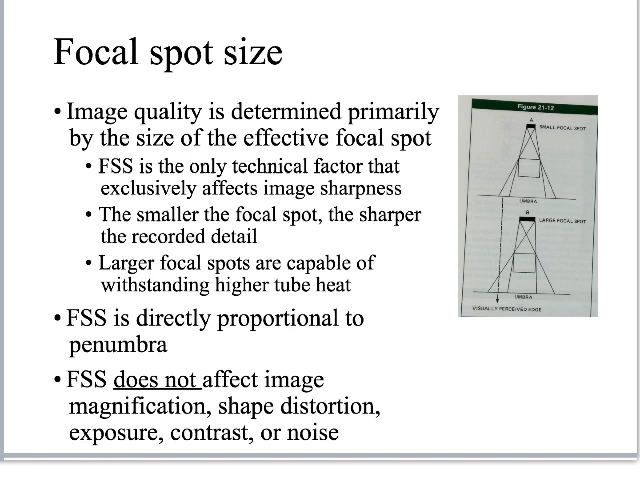 Focal spot size
• Image quality is determined primarily
by the size of the effective focal spot
• FSS is the only technical factor that
exclusively affects image sharpness
• The smaller the focal spot, the sharper
the recorded detail
• Larger focal spots are capable of
withstanding higher tube heat
• FSS is directly proportional to
penumbra
• FSS does not affect image
magnification, shape distortion,
exposure, contrast, or noise
Figure 21-12
A
SMALL FOCAL SPOT
UMBRA
B
LARGE FOCAL SPOT
UMBRA
VISUALLY PERCEIVED EDGE